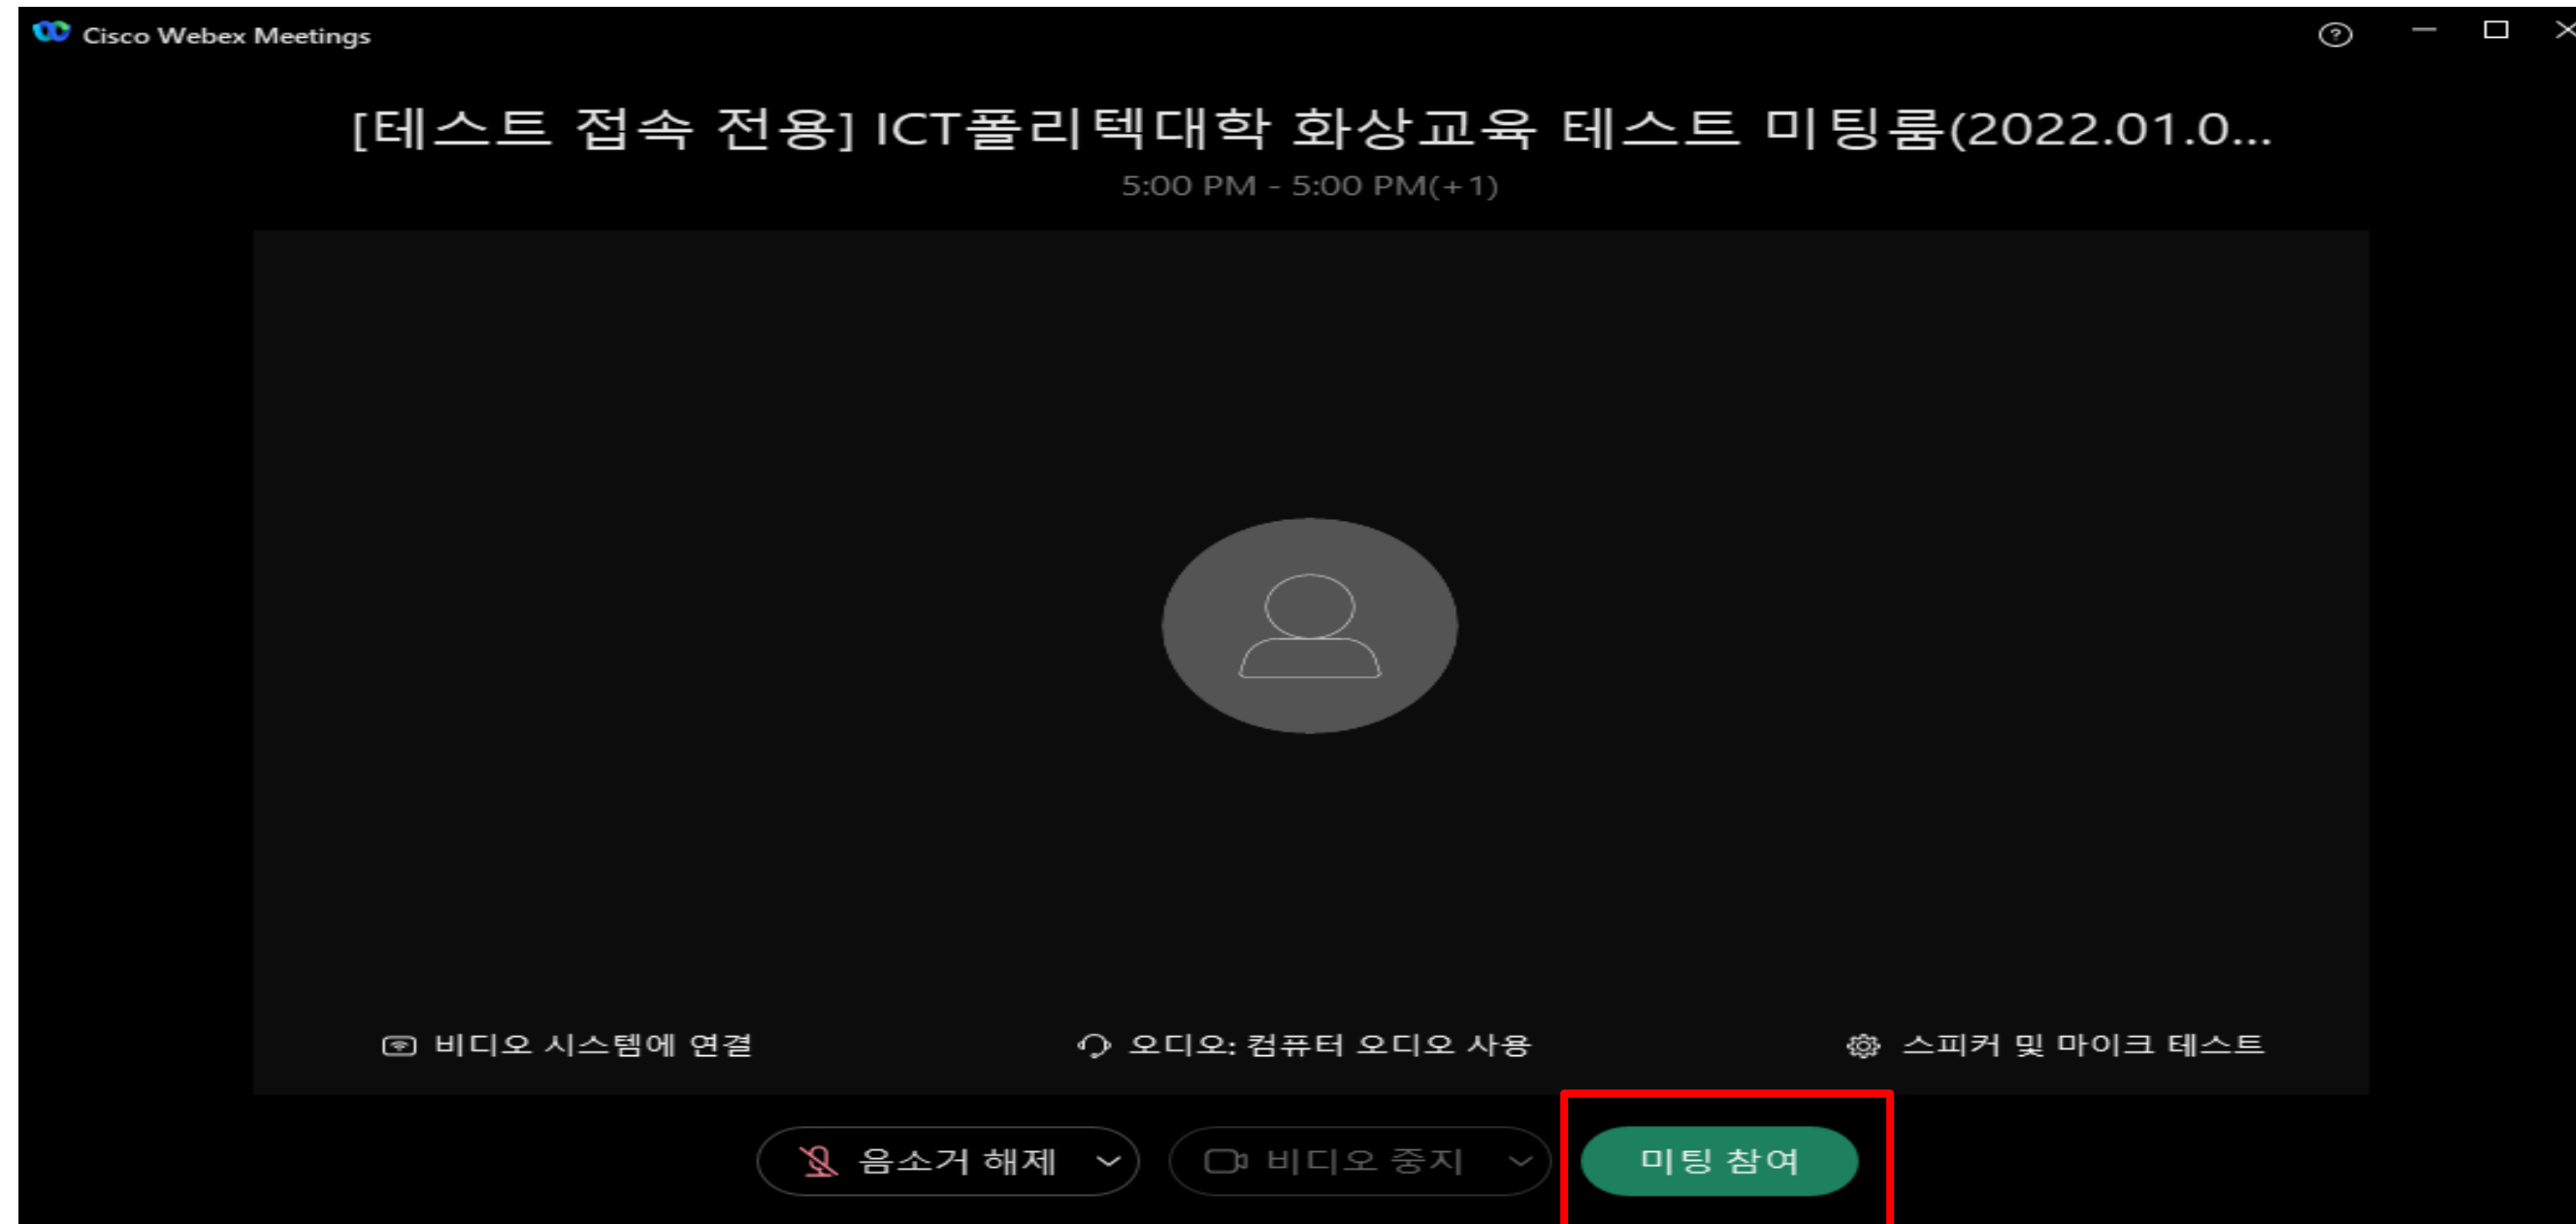 Cisco Webex Meetings
[테스트 접속 전용] ICT폴리텍대학 화상교육 테스트 미팅룸(2022.01.0...
5:00 PM - 5:00 PM(+1)
비디오 시스템에 연결
오디오: 컴퓨터 오디오 사용
스피커 및 마이크 테스트
음소거 해제
비디오 중지
미팅 참여